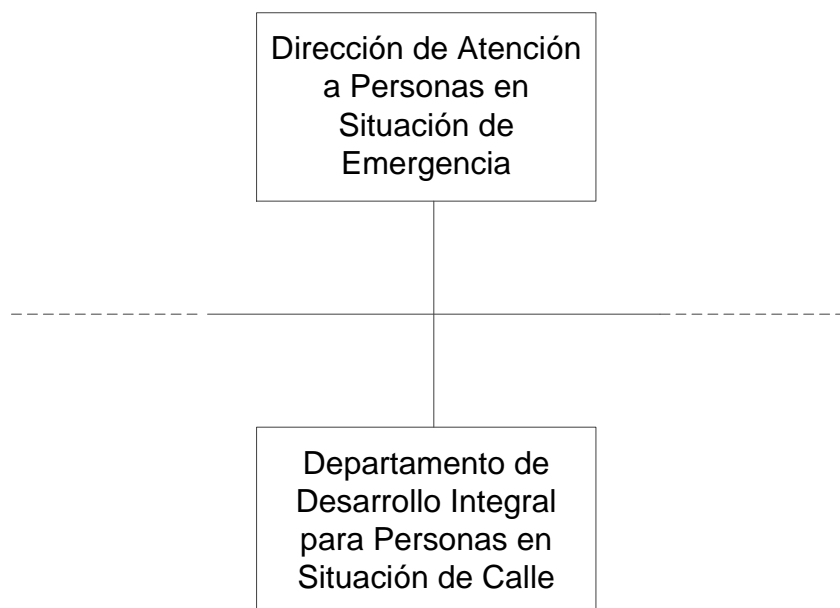 Dirección de Atención
a Personas en
Situación de
Emergencia
Departamento de
Desarrollo Integral
para Personas en
Situación de Calle